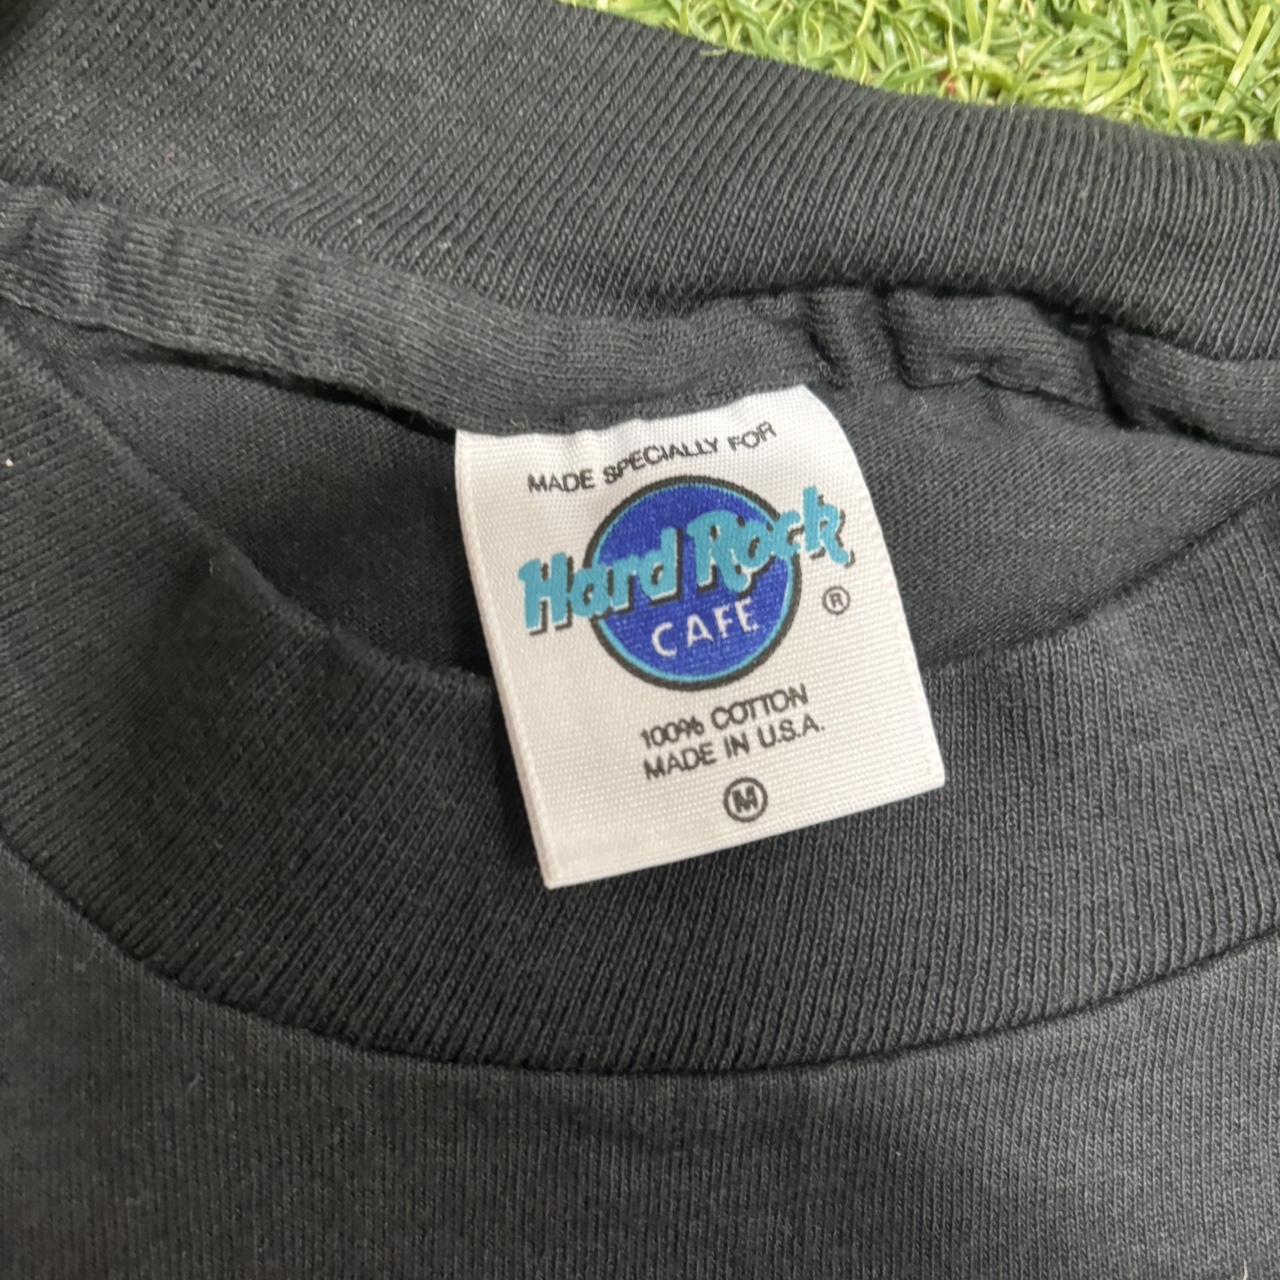 MADE SPECIALLY FOR
Hard Rock
CAFE
®
100% COTTON
MADE IN U.S.A.
M